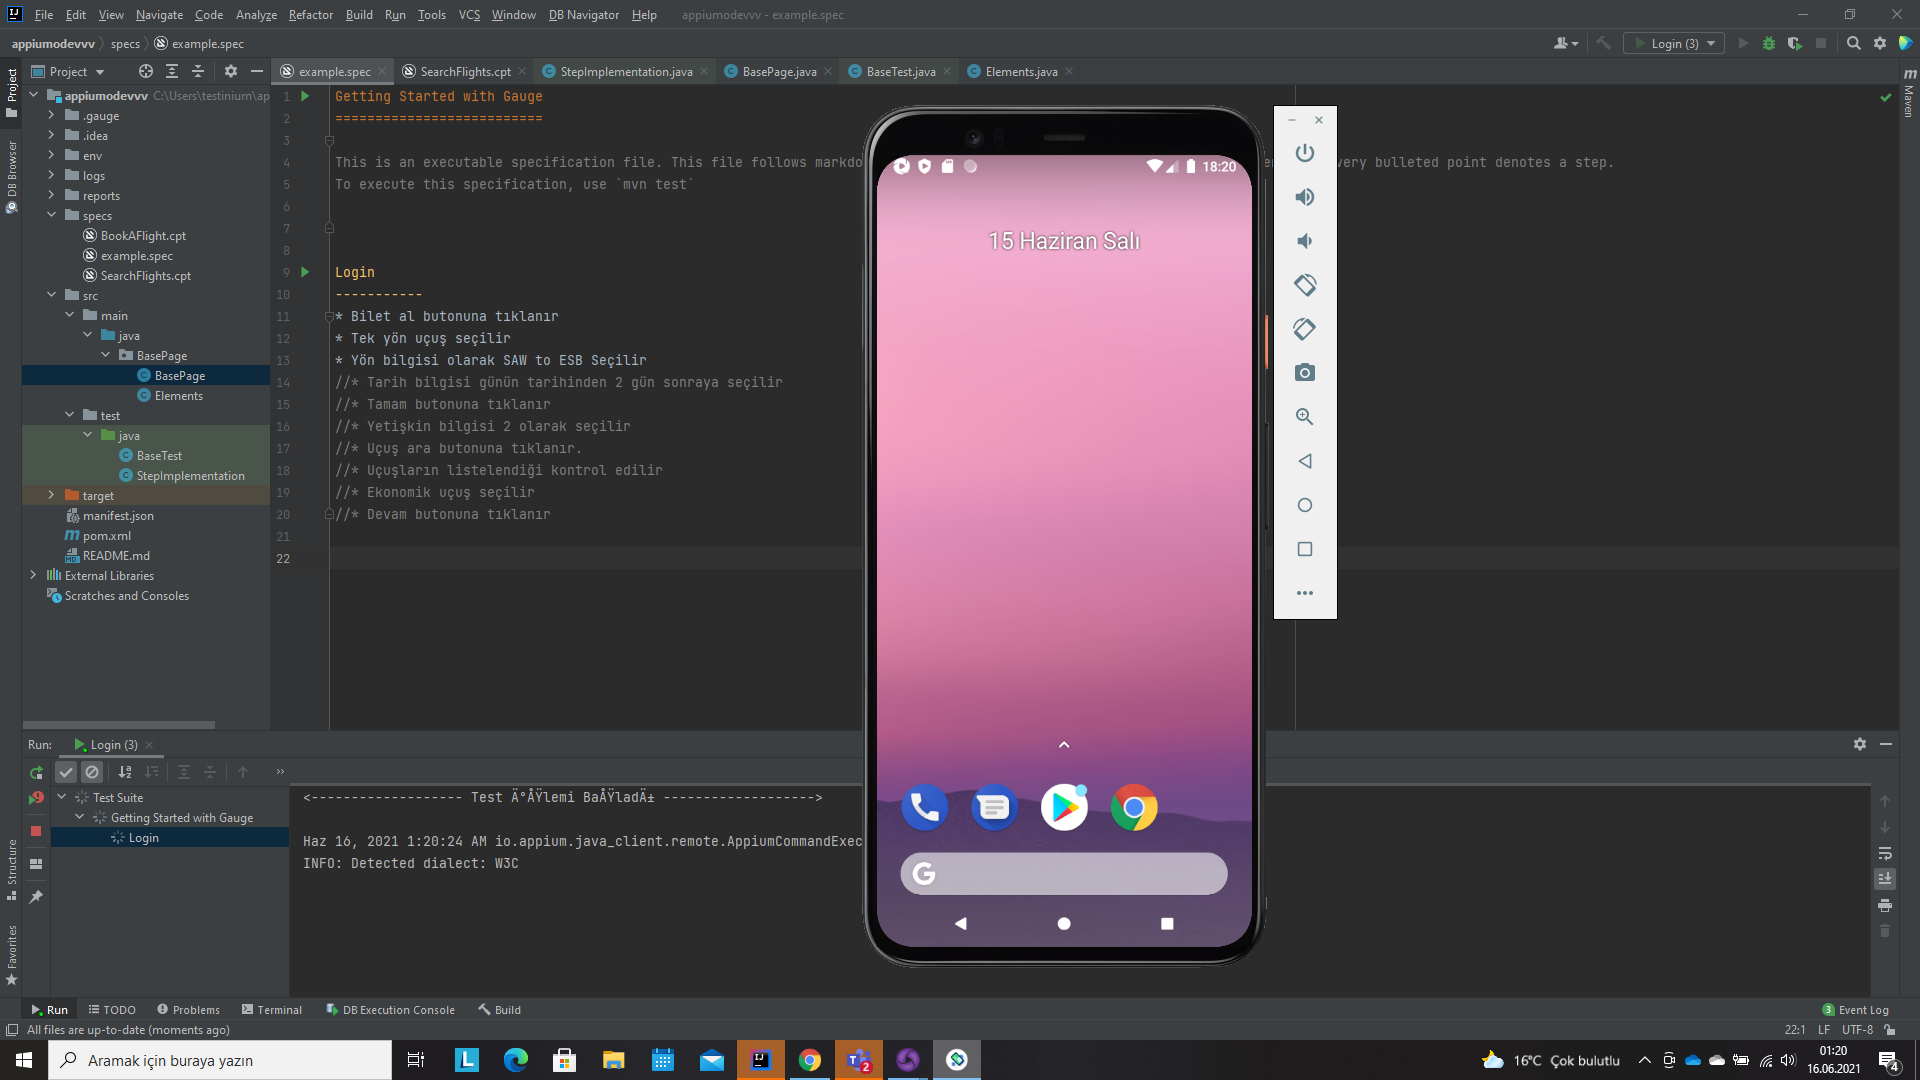 File Edit View Navigate Code Analyze Refactor Build Run Tools VCS Window DB Navigator Help appiumodevvv - example.spec
appiumodevvv specs example.spec Login (3)
Project
example.spec SearchFlights.cpt StepImplementation.java BasePage.java BaseTest.java Elements.java
Project
DB Browser
Structure
Favorites
Maven
appiumodevvv C:\Users\testinium\ap
.gauge
.idea
env
logs
reports
specs
BookAFlight.cpt
example.spec
SearchFlights.cpt
src
main
java
BasePage
BasePage
Elements
test
java
BaseTest
StepImplementation
target
manifest.json
pom.xml
README.md
External Libraries
Scratches and Consoles
1 Getting Started with Gauge
2 ==========================
3
4 This is an executable specification file. This file follows markdo very bulleted point denotes a step.
5 To execute this specification, use `mvn test`
6
7
8
9 Login
10 -----------
11 * Bilet al butonuna tıklanır
12 * Tek yön uçuş seçilir
13 * Yön bilgisi olarak SAW to ESB Seçilir
14 //* Tarih bilgisi günün tarihinden 2 gün sonraya seçilir
15 //* Tamam butonuna tıklanır
16 //* Yetişkin bilgisi 2 olarak seçilir
17 //* Uçuş ara butonuna tıklanır.
18 //* Uçuşların listelendiği kontrol edilir
19 //* Ekonomik uçuş seçilir
20 //* Devam butonuna tıklanır
21
22
18:20
15 Haziran Salı
G
Run: Login (3)
Test Suite
Getting Started with Gauge
Login
<------------------- Test Ä°ÅŸlemi BaÅŸladÄ± ------------------->
Haz 16, 2021 1:20:24 AM io.appium.java_client.remote.AppiumCommandExec
INFO: Detected dialect: W3C
Run TODO Problems Terminal DB Execution Console Build 3 Event Log
All files are up-to-date (moments ago) 22:1 LF UTF-8
Aramak için buraya yazın
L
IJ
2
16°C Çok bulutlu
01:20
16.06.2021
4